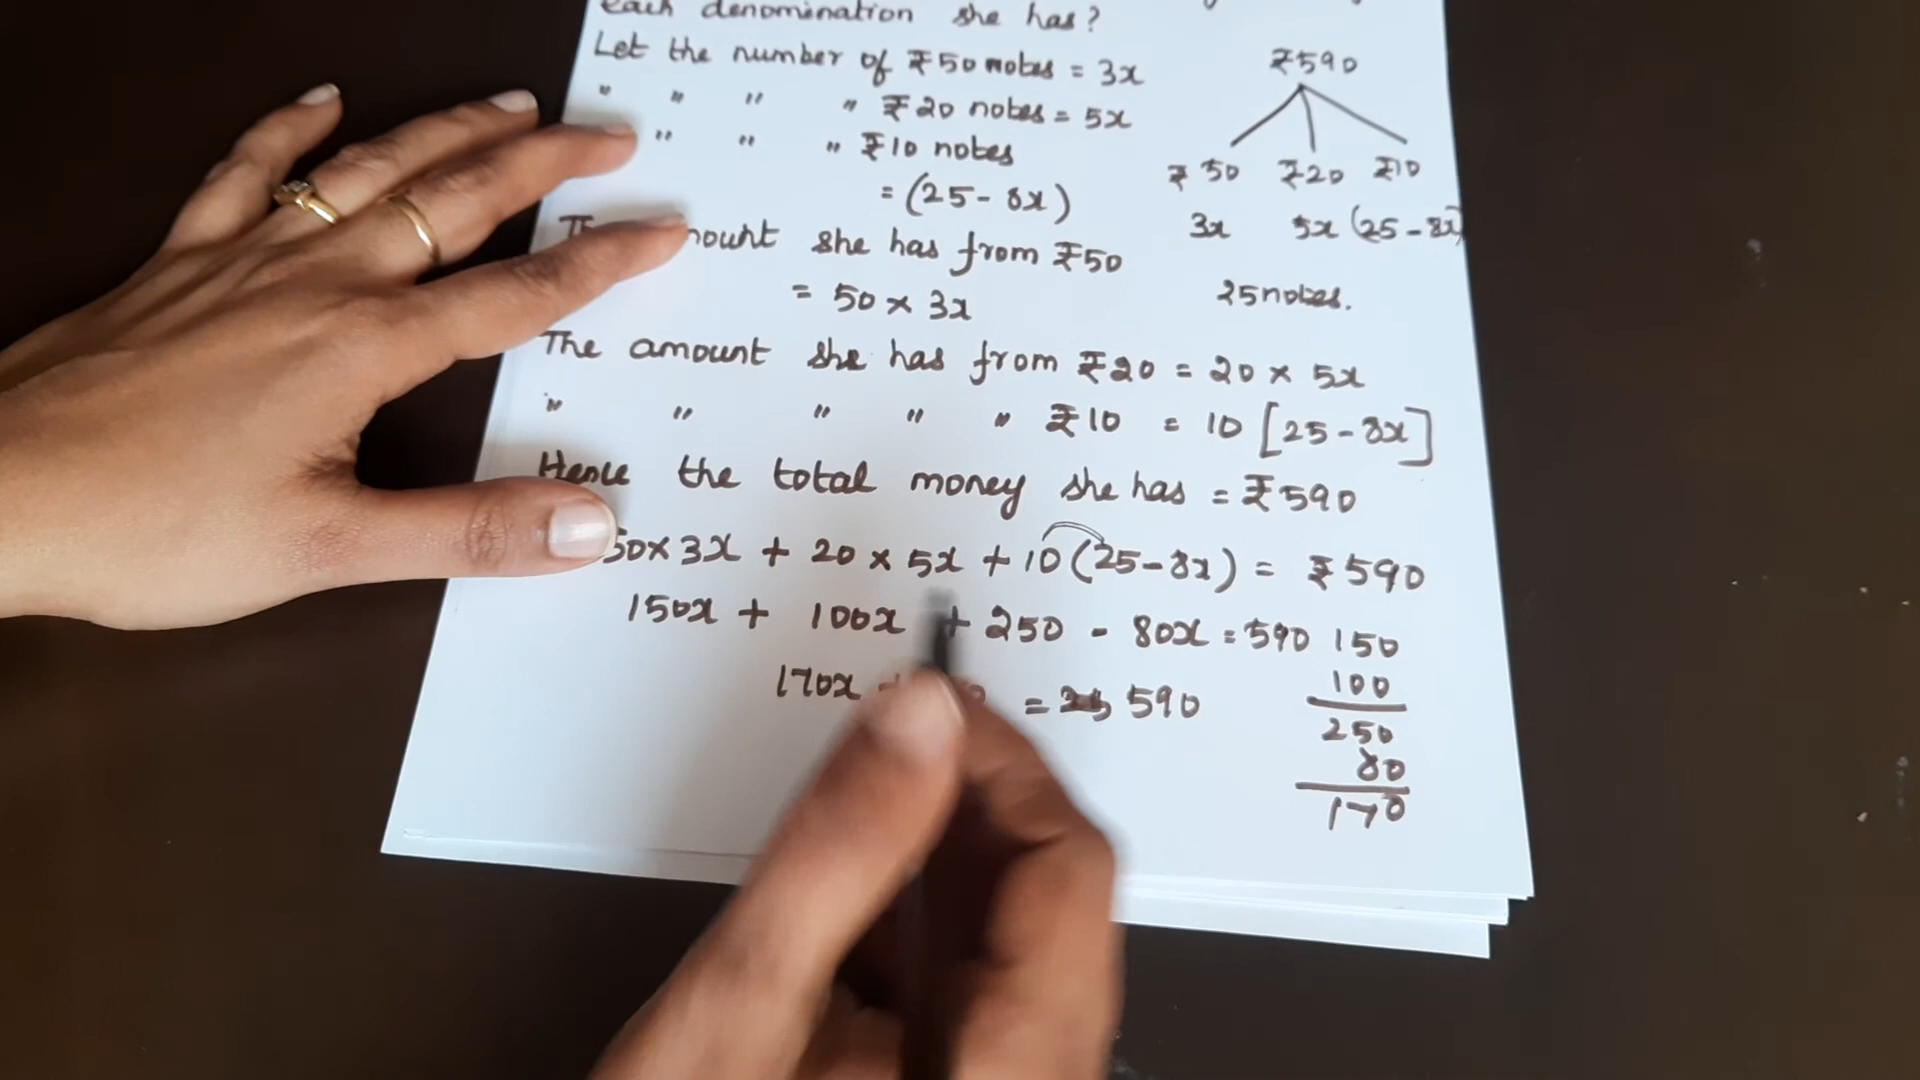 each denomination she has?
Let the number of ₹50 notes = 3x
" " " " ₹20 notes = 5x
" " " ₹10 notes
= (25 - 8x)
amount she has from ₹50
= 50 × 3x
The amount she has from ₹20 = 20 × 5x
" " " " " ₹10 = 10 [25 - 8x]
Hence the total money she has = ₹590
50 × 3x + 20 × 5x + 10 (25 - 8x) = ₹590
150x + 100x + 250 - 80x = 590
170x = 590
₹590
₹50 ₹20 ₹10
3x 5x (25 - 8x)
25 notes.
150
100
250
80
170